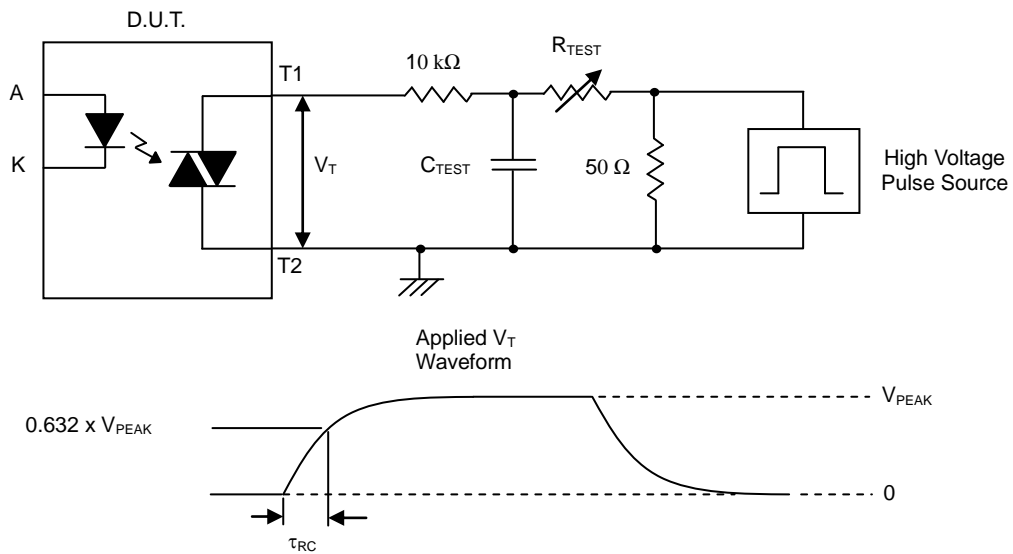 D.U.T.
T1
10 kΩ
R_TEST
A
K
V_T
C_TEST
50 Ω
High Voltage
Pulse Source
T2
Applied V_T
Waveform
V_PEAK
0.632 x V_PEAK
0
τ_RC